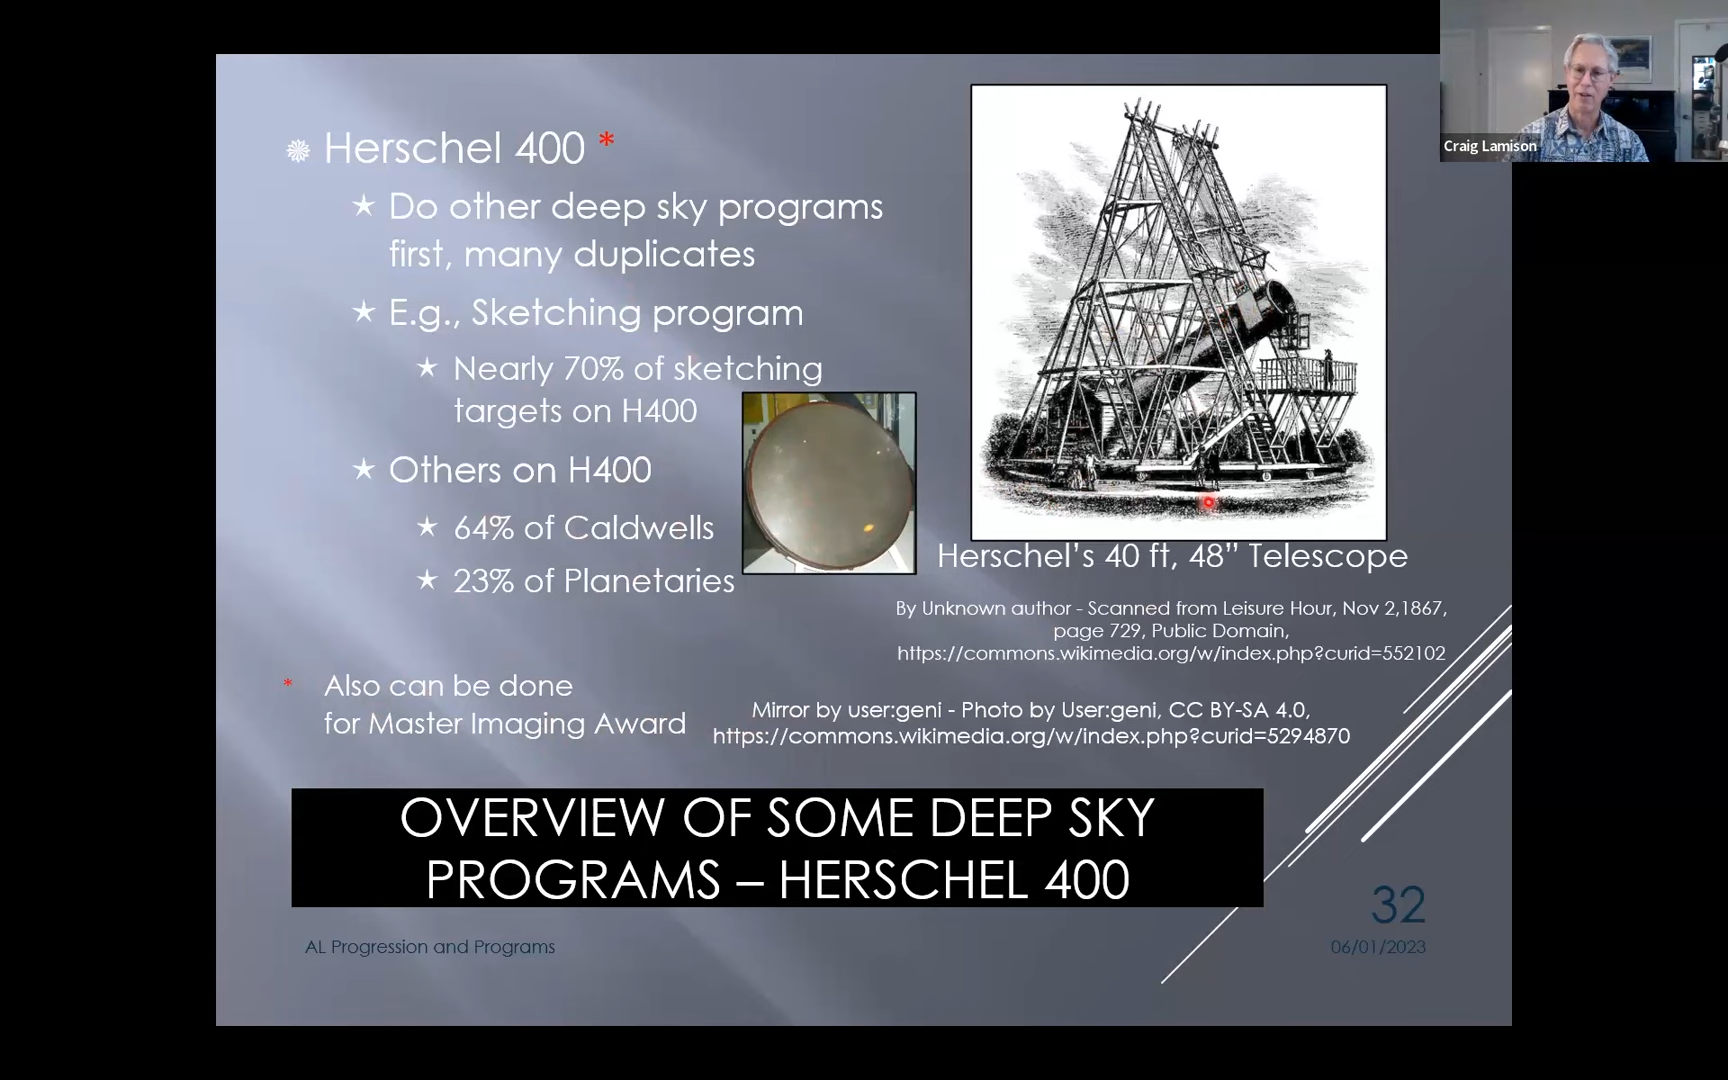 Craig Lamison
Herschel 400 *
Do other deep sky programs
first, many duplicates
E.g., Sketching program
Nearly 70% of sketching
targets on H400
Others on H400
64% of Caldwells
23% of Planetaries
Herschel’s 40 ft, 48” Telescope
By Unknown author - Scanned from Leisure Hour, Nov 2,1867,
page 729, Public Domain,
https://commons.wikimedia.org/w/index.php?curid=552102
* Also can be done
for Master Imaging Award
Mirror by user:geni - Photo by User:geni, CC BY-SA 4.0,
https://commons.wikimedia.org/w/index.php?curid=5294870
OVERVIEW OF SOME DEEP SKY
PROGRAMS – HERSCHEL 400
32
AL Progression and Programs
06/01/2023